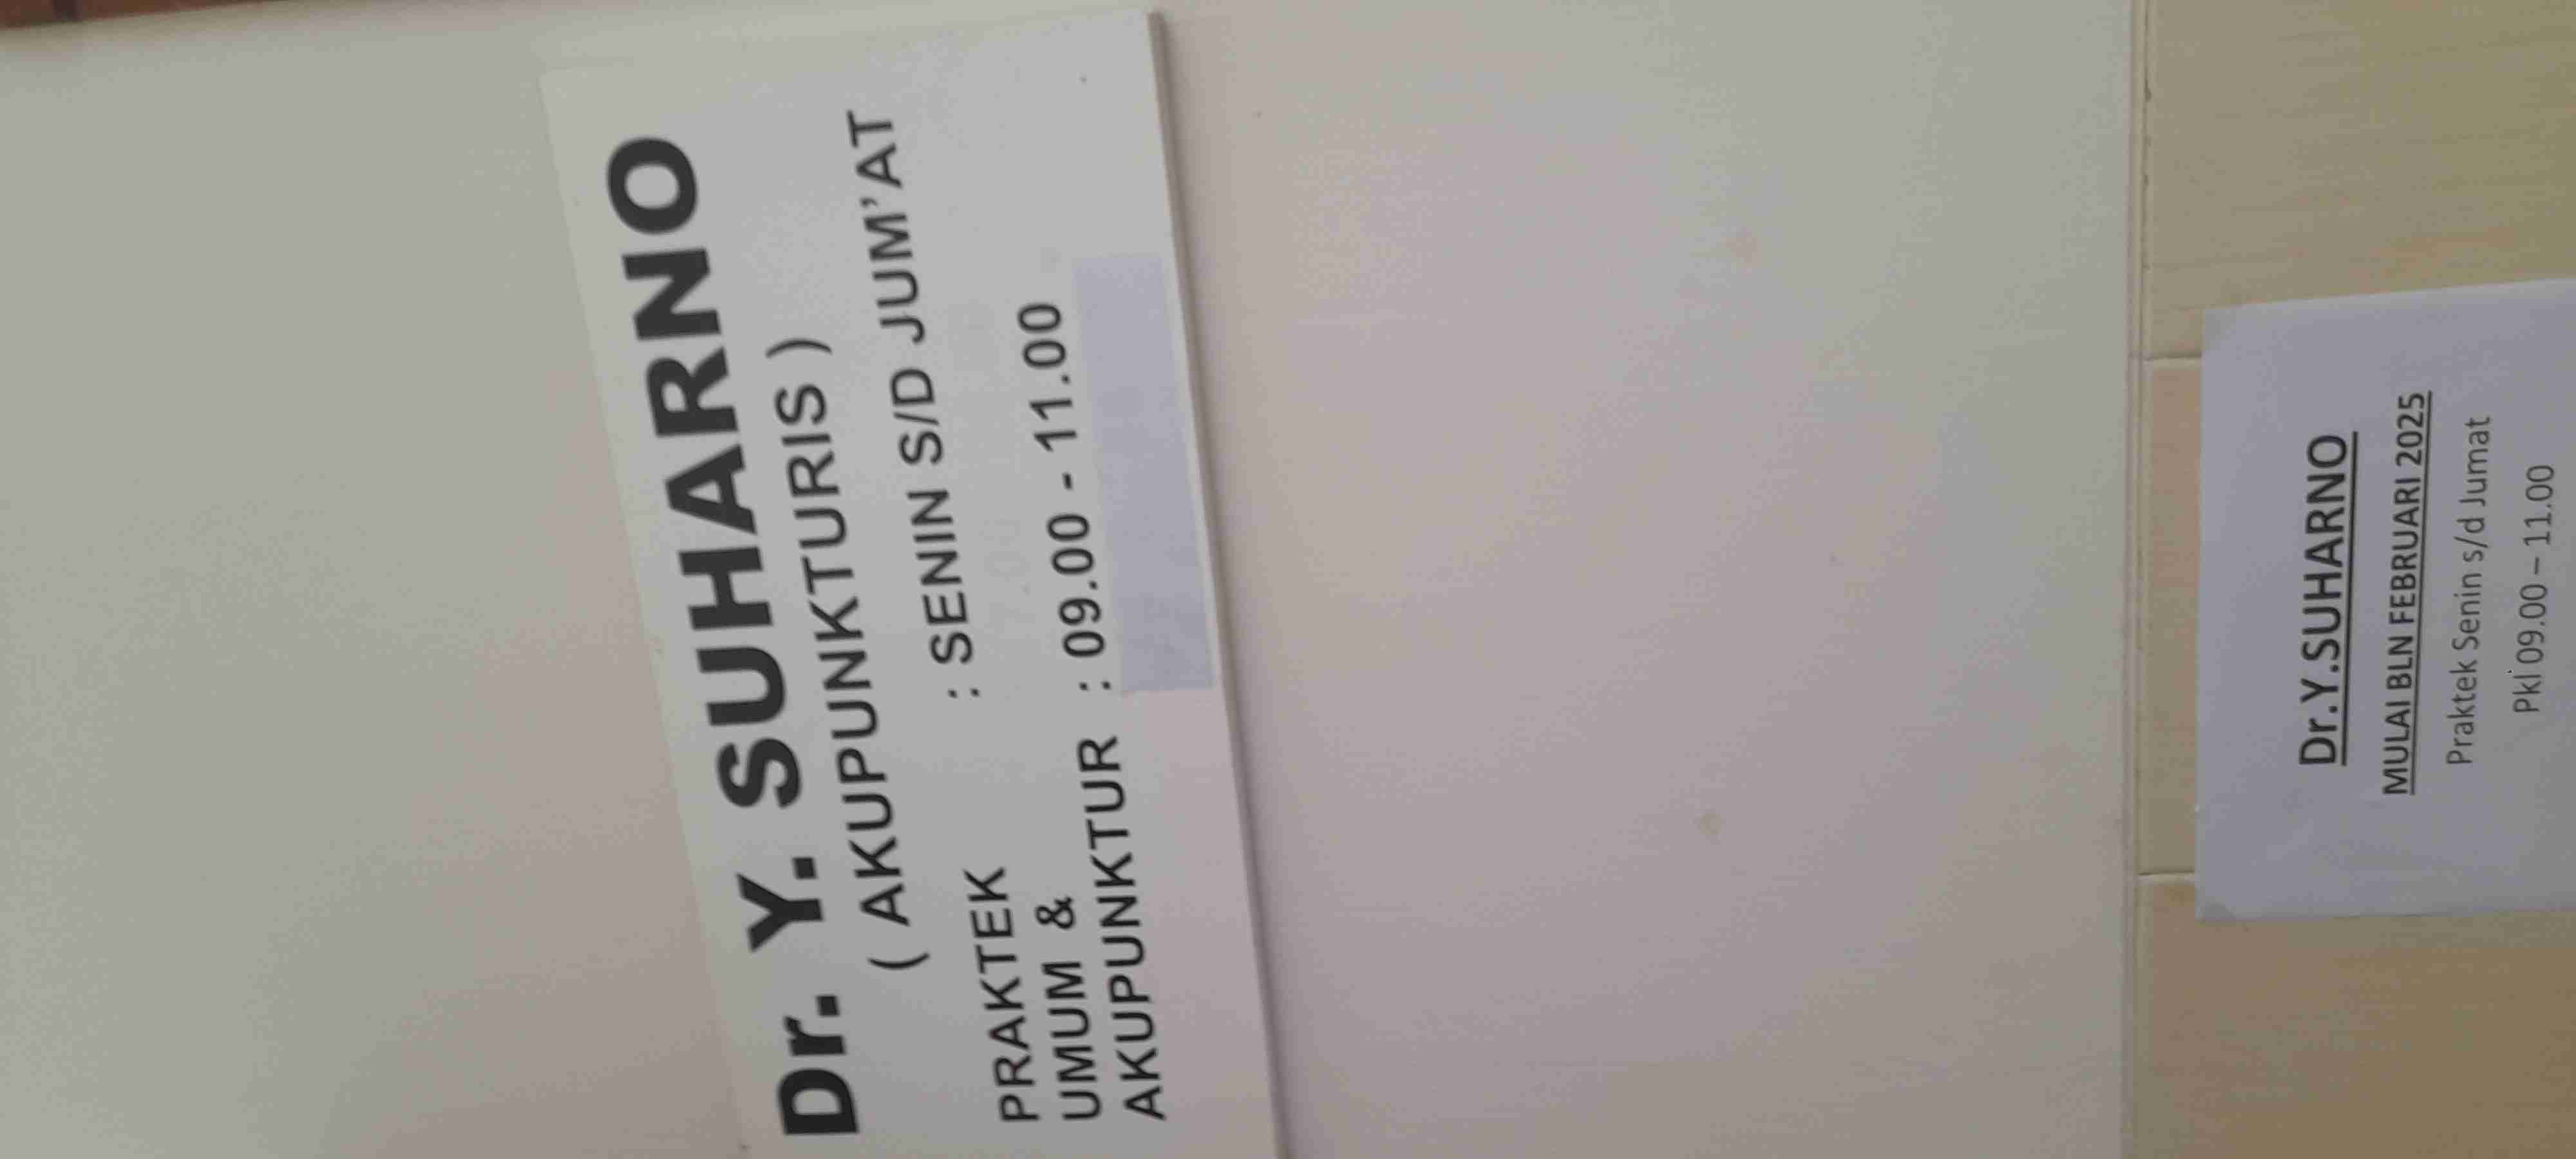 Dr. Y. SUHARNO
( AKUPUNKTURIS )
PRAKTEK : SENIN S/D JUM'AT
UMUM &
AKUPUNKTUR : 09.00 - 11.00
Dr.Y.SUHARNO
MULAI BLN FEBRUARI 2025
Praktek Senin s/d Jumat
Pkl 09.00 – 11.00